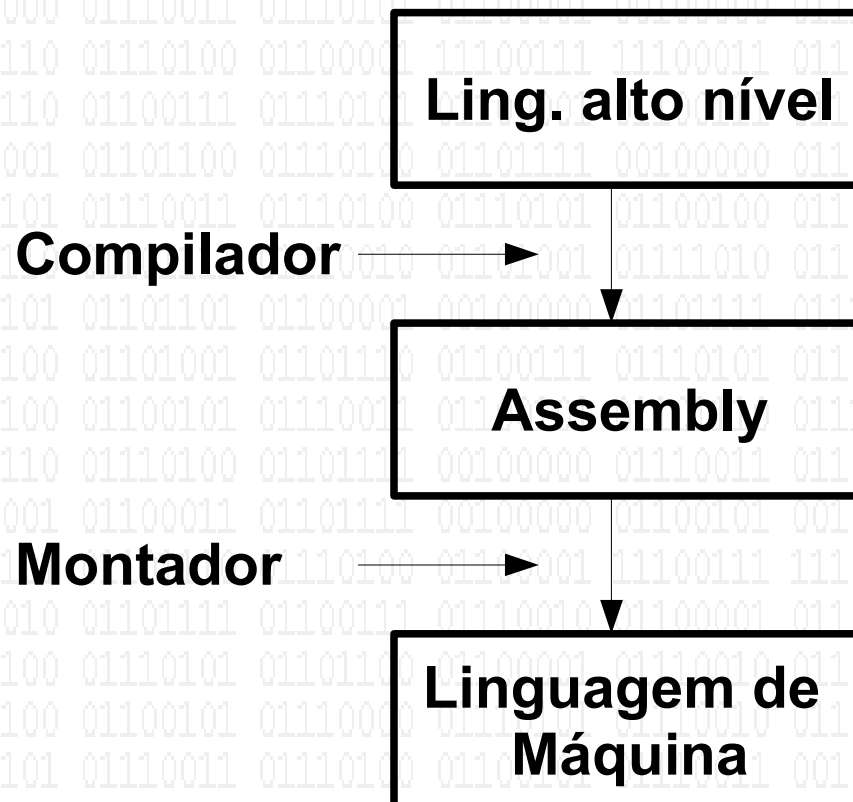 Ling. alto nível
Compilador
Assembly
Montador
Linguagem de
Máquina